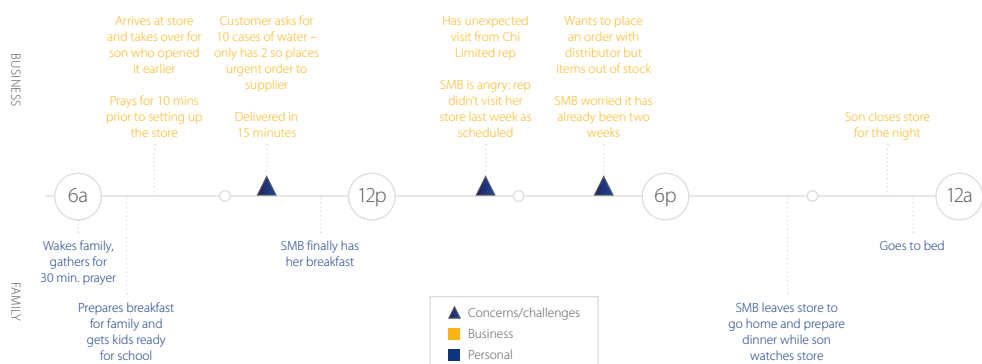 BUSINESS
Arrives at store
and takes over for
son who opened
it earlier
Prays for 10 mins
prior to setting up
the store
Customer asks for
10 cases of water –
only has 2 so places
urgent order to
supplier
Delivered in
15 minutes
Has unexpected
visit from Chi
Limited rep
SMB is angry: rep
didn't visit her
store last week as
scheduled
Wants to place
an order with
distributor but
items out of stock
SMB worried it has
already been two
weeks
Son closes store
for the night
6a
12p
6p
12a
FAMILY
Wakes family,
gathers for
30 min. prayer
Prepares breakfast
for family and
gets kids ready
for school
SMB finally has
her breakfast
SMB leaves store to
go home and prepare
dinner while son
watches store
Goes to bed
Concerns/challenges
Business
Personal